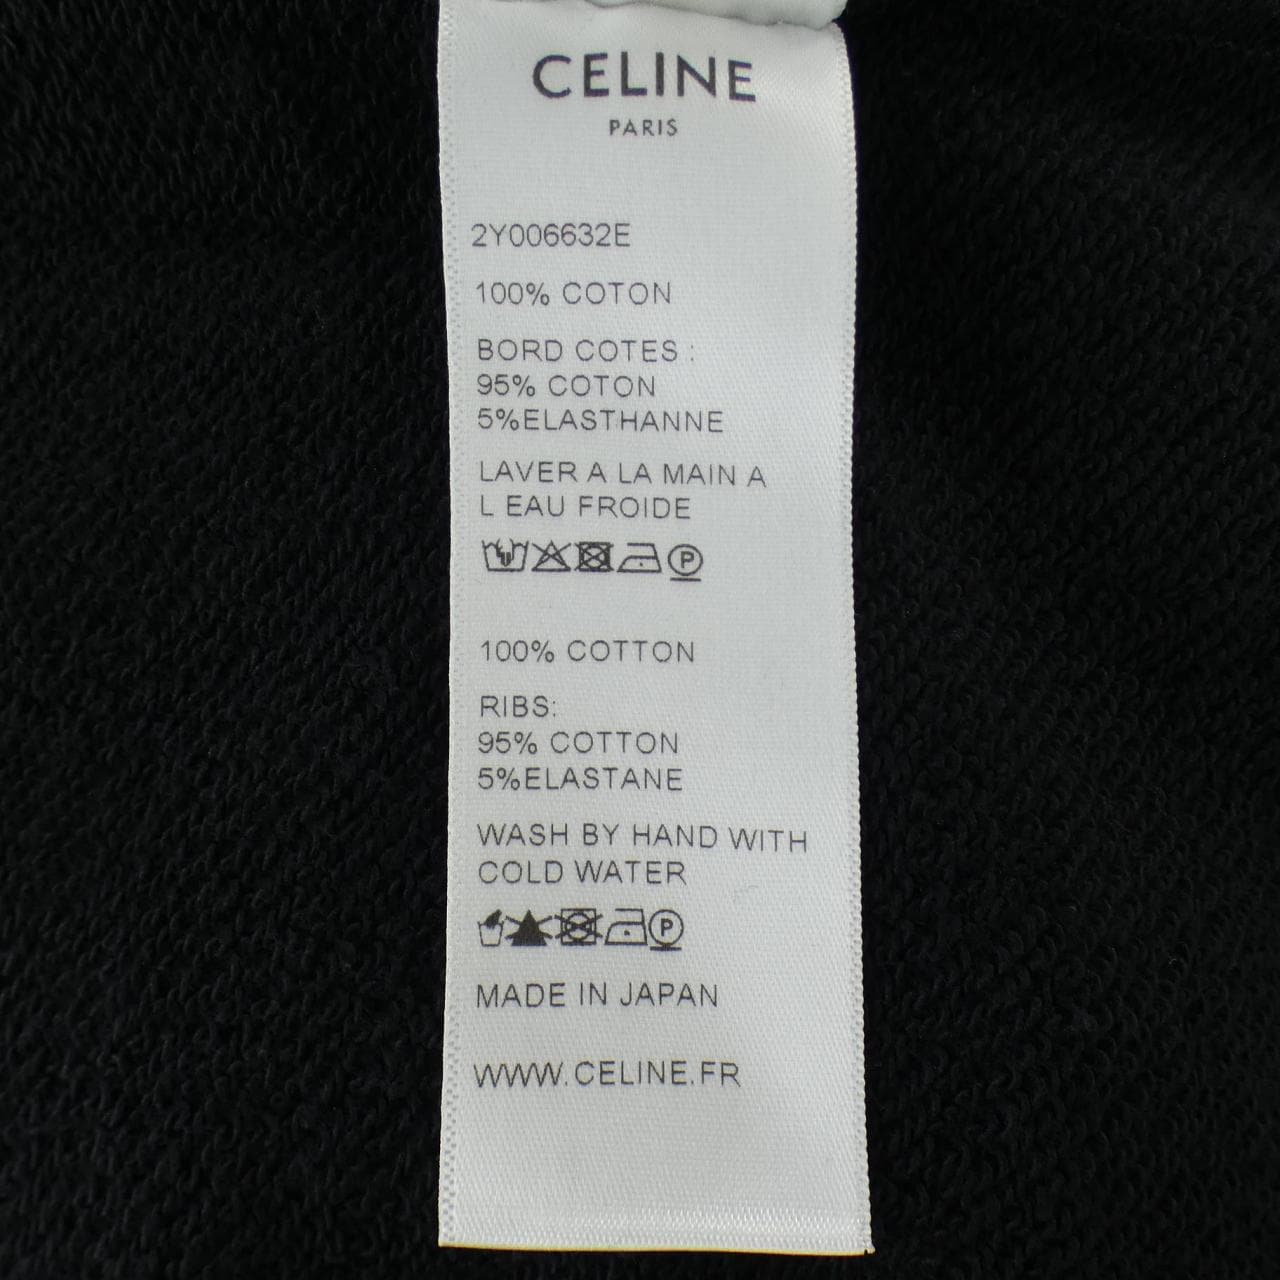 CELINE
PARIS
2Y006632E
100% COTON
BORD COTES :
95% COTON
5%ELASTHANNE
LAVER A LA MAIN A
L EAU FROIDE
P
100% COTTON
RIBS:
95% COTTON
5%ELASTANE
WASH BY HAND WITH
COLD WATER
P
MADE IN JAPAN
WWW.CELINE.FR